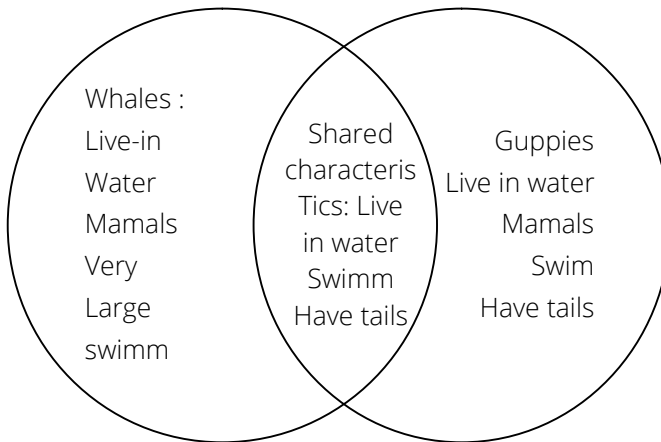 Whales :
Live-in
Water
Mamals
Very
Large
swimm
Shared
characteris
Tics: Live
in water
Swimm
Have tails
Guppies
Live in water
Mamals
Swim
Have tails